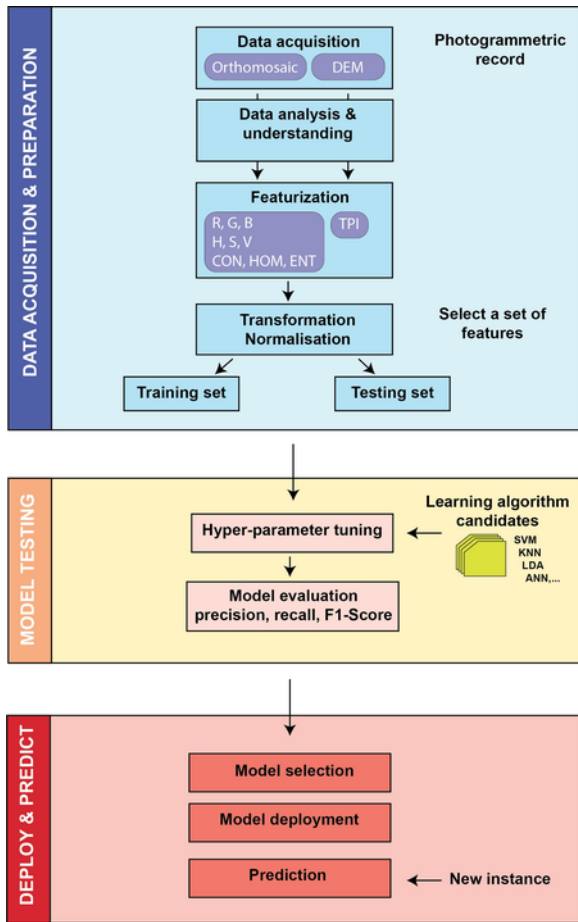 DATA ACQUISITION & PREPARATION
Data acquisition
Orthomosaic
DEM
Photogrammetric
record
Data analysis &
understanding
Featurization
R, G, B
H, S, V
CON, HOM, ENT
TPI
Transformation
Normalisation
Select a set of
features
Training set
Testing set
MODEL TESTING
Hyper-parameter tuning
Learning algorithm
candidates
SVM
KNN
LDA
ANN,...
Model evaluation
precision, recall, F1-Score
DEPLOY & PREDICT
Model selection
Model deployment
Prediction
New instance